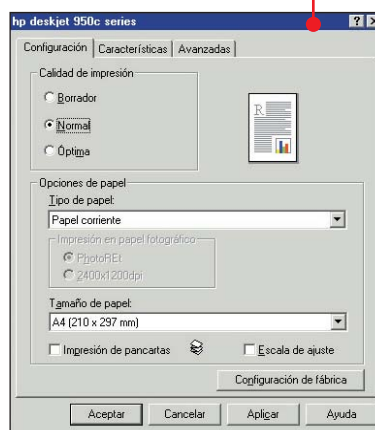 hp deskjet 950c series
Configuración Características Avanzadas
Calidad de impresión
Borrador
Normal
Óptima
R
Opciones de papel
Tipo de papel:
Papel corriente
Impresión en papel fotográfico
PhotoREt
2400x1200dpi
Tamaño de papel:
A4 (210 x 297 mm)
Impresión de pancartas
Escala de ajuste
Configuración de fábrica
Aceptar Cancelar Aplicar Ayuda